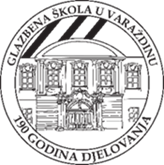 GLAZBENA ŠKOLA U VARAŽDINU
190 GODINA DJELOVANJA